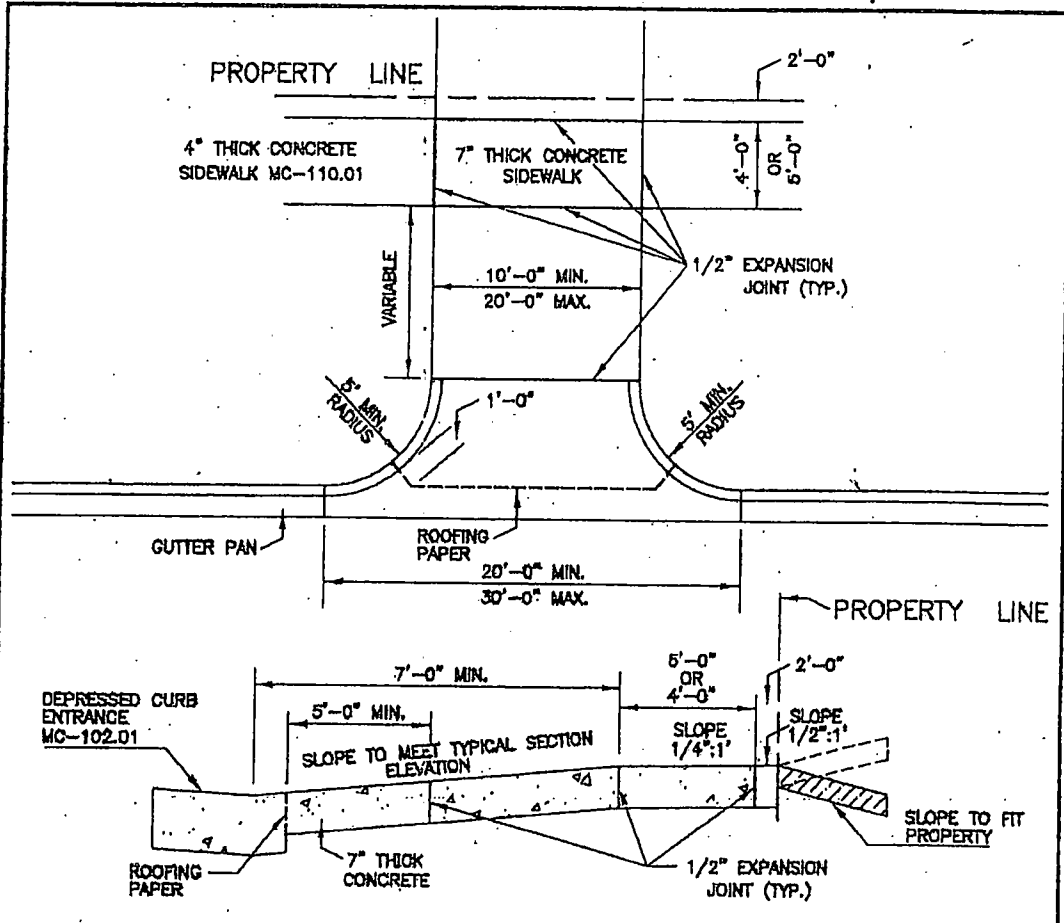 PROPERTY LINE
2'-0"
4" THICK CONCRETE
SIDEWALK MC-110.01
7" THICK CONCRETE
SIDEWALK
4'-0"
OR
5'-0"
VARIABLE
10'-0" MIN.
20'-0" MAX.
1/2" EXPANSION
JOINT (TYP.)
5' MIN.
RADIUS
1'-0"
5' MIN.
RADIUS
GUTTER PAN
ROOFING
PAPER
20'-0" MIN.
30'-0" MAX.
PROPERTY LINE
7'-0" MIN.
5'-0"
OR
4'-0"
2'-0"
DEPRESSED CURB
ENTRANCE
MC-102.01
5'-0" MIN.
SLOPE TO MEET TYPICAL SECTION
ELEVATION
SLOPE
1/4":1'
SLOPE
1/2":1'
ROOFING
PAPER
7" THICK
CONCRETE
1/2" EXPANSION
JOINT (TYP.)
SLOPE TO FIT
PROPERTY